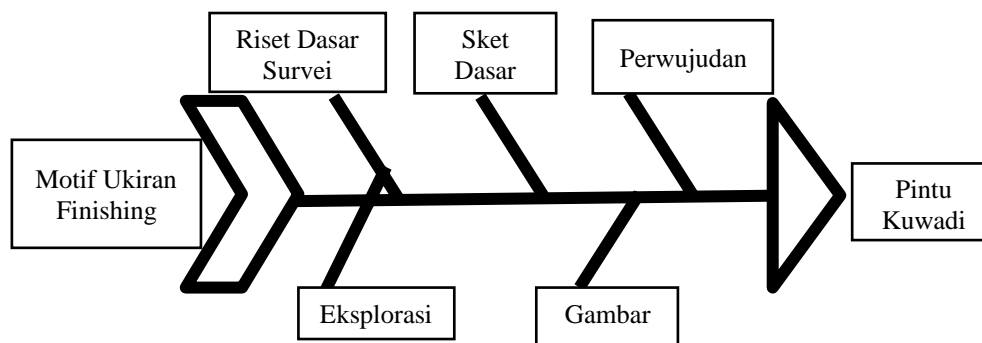 Riset Dasar
Survei
Sket
Dasar
Perwujudan
Motif Ukiran
Finishing
Pintu
Kuwadi
Eksplorasi
Gambar